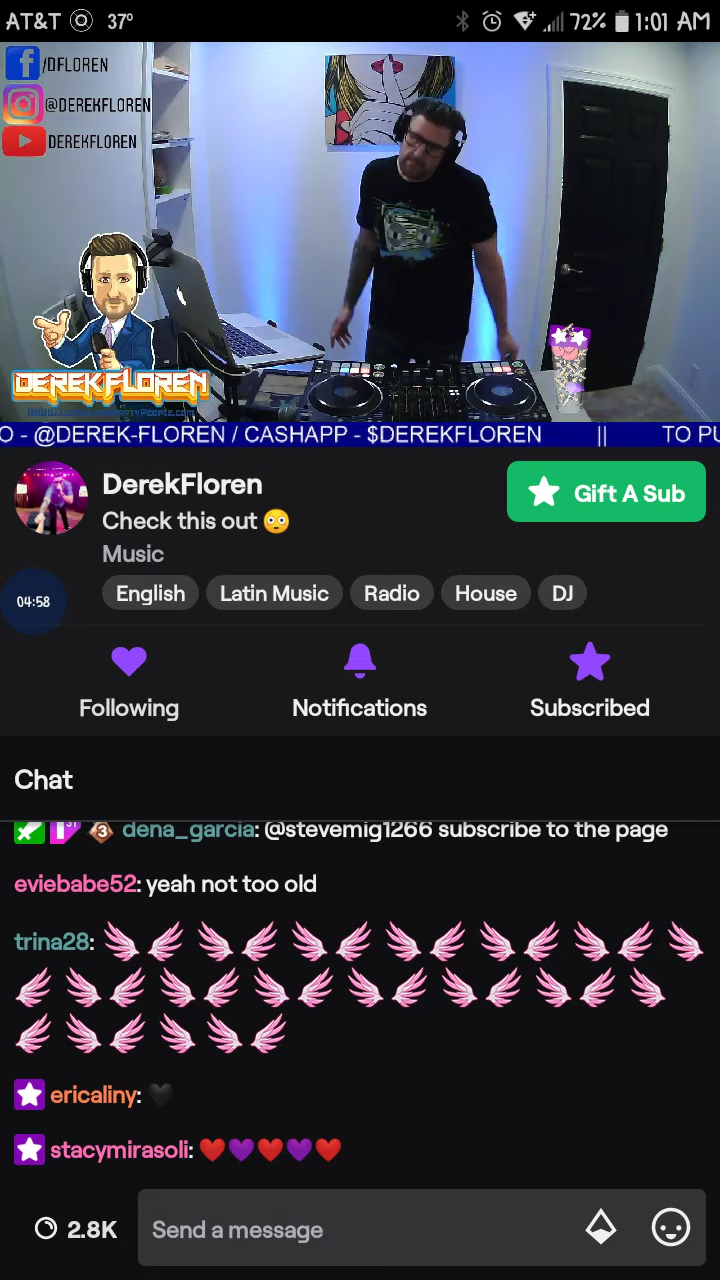 AT&T 37° 72% 1:01 AM
/DFLOREN
@DEREKFLOREN
DEREKFLOREN
DEREKFLOREN
O - @DEREK-FLOREN / CASHAPP - $DEREKFLOREN || TO PU
DerekFloren
Gift A Sub
Check this out 😳
Music
04:58
English Latin Music Radio House DJ
Following Notifications Subscribed
Chat
3 dena_garcia: @stevemig1266 subscribe to the page
eviebabe52: yeah not too old
trina28:
ericaliny: 🖤
stacymirasoli: ❤️💜❤️💜❤️
2.8K Send a message